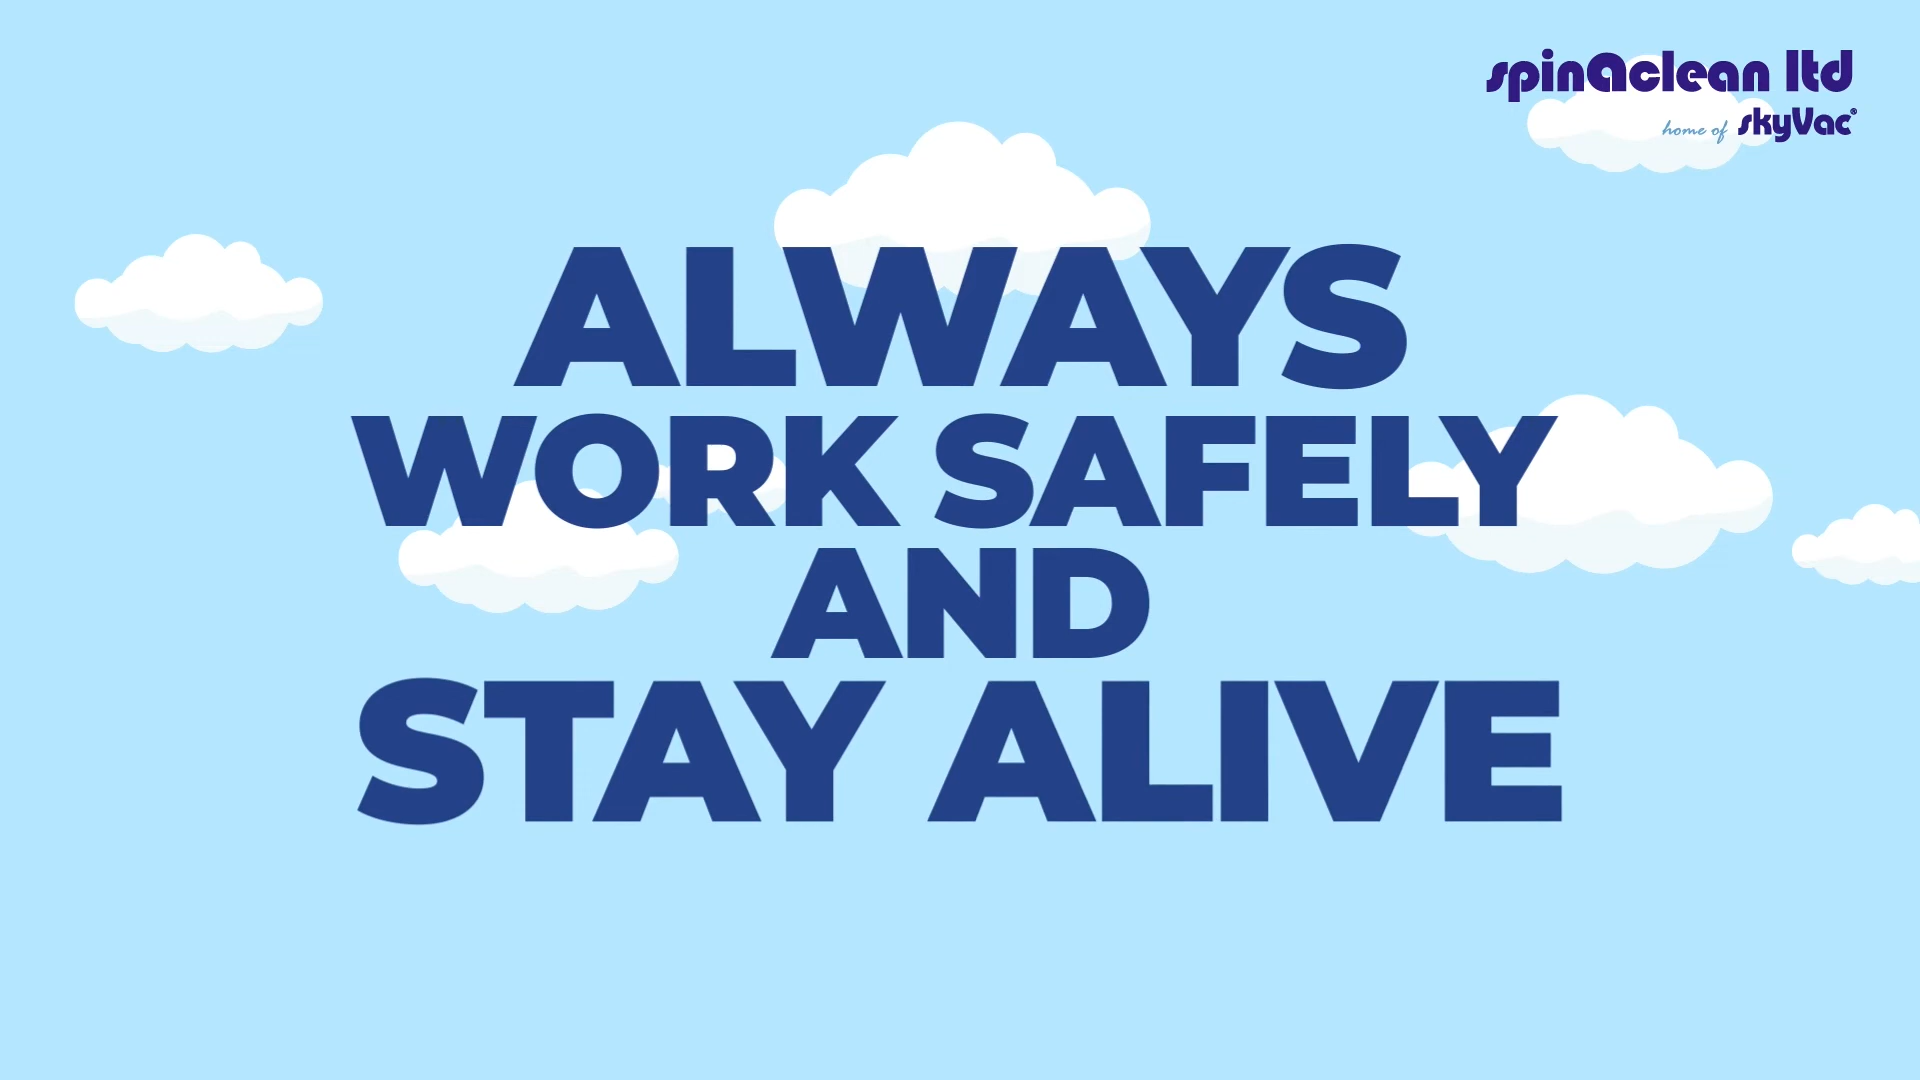 spinaclean ltd
home of skyVac®
ALWAYS
WORK SAFELY
AND
STAY ALIVE